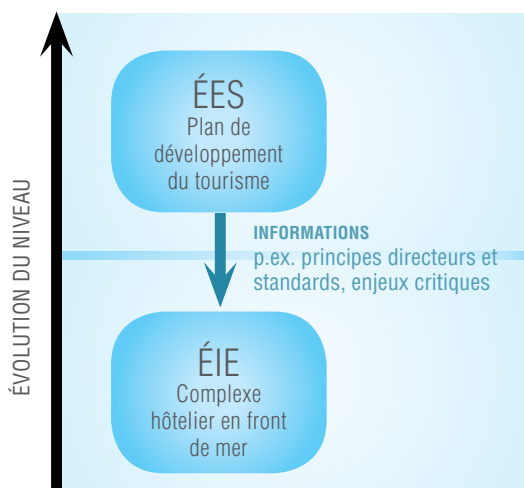 ÉES
Plan de
développement
du tourisme
INFORMATIONS
p.ex. principes directeurs et
standards, enjeux critiques
ÉIE
Complexe
hôtelier en front
de mer
ÉVOLUTION DU NIVEAU